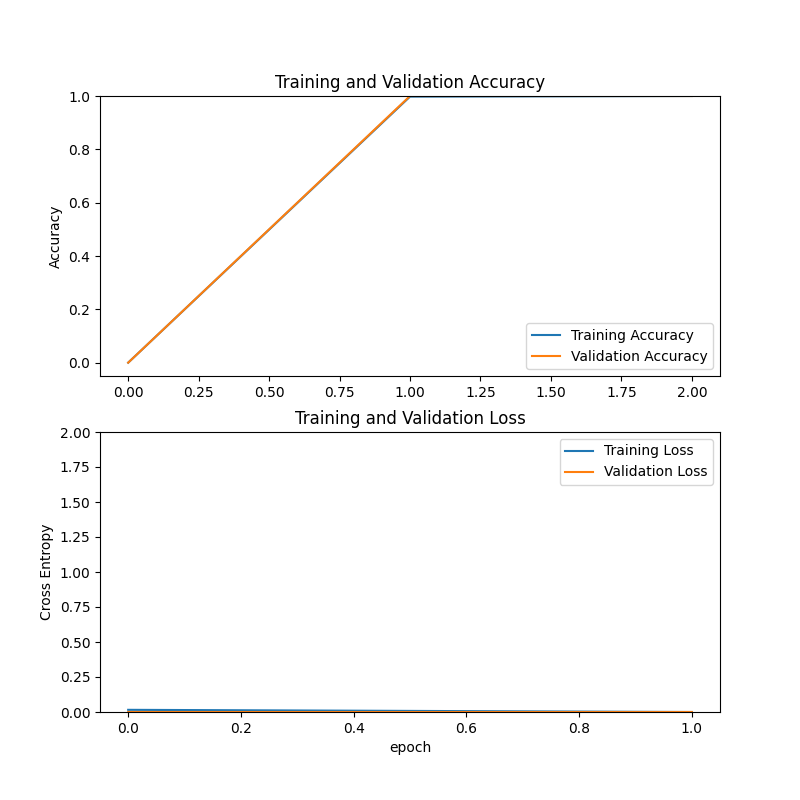 Training and Validation Accuracy
1.0
0.8
0.6
0.4
0.2
0.0
Accuracy
Training Accuracy
Validation Accuracy
0.00 0.25 0.50 0.75 1.00 1.25 1.50 1.75 2.00
Training and Validation Loss
2.00
1.75
1.50
1.25
1.00
0.75
0.50
0.25
0.00
Cross Entropy
Training Loss
Validation Loss
0.0 0.2 0.4 0.6 0.8 1.0
epoch